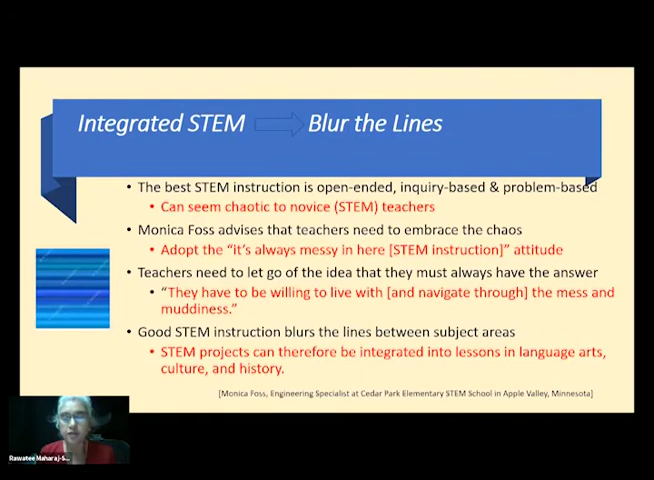 Integrated STEM Blur the Lines
• The best STEM instruction is open-ended, inquiry-based & problem-based
• Can seem chaotic to novice (STEM) teachers
• Monica Foss advises that teachers need to embrace the chaos
• Adopt the “it’s always messy in here [STEM instruction]” attitude
• Teachers need to let go of the idea that they must always have the answer
• “They have to be willing to live with [and navigate through] the mess and
muddiness.”
• Good STEM instruction blurs the lines between subject areas
• STEM projects can therefore be integrated into lessons in language arts,
culture, and history.
[Monica Foss, Engineering Specialist at Cedar Park Elementary STEM School in Apple Valley, Minnesota]
Rawatee Maharaj-S...